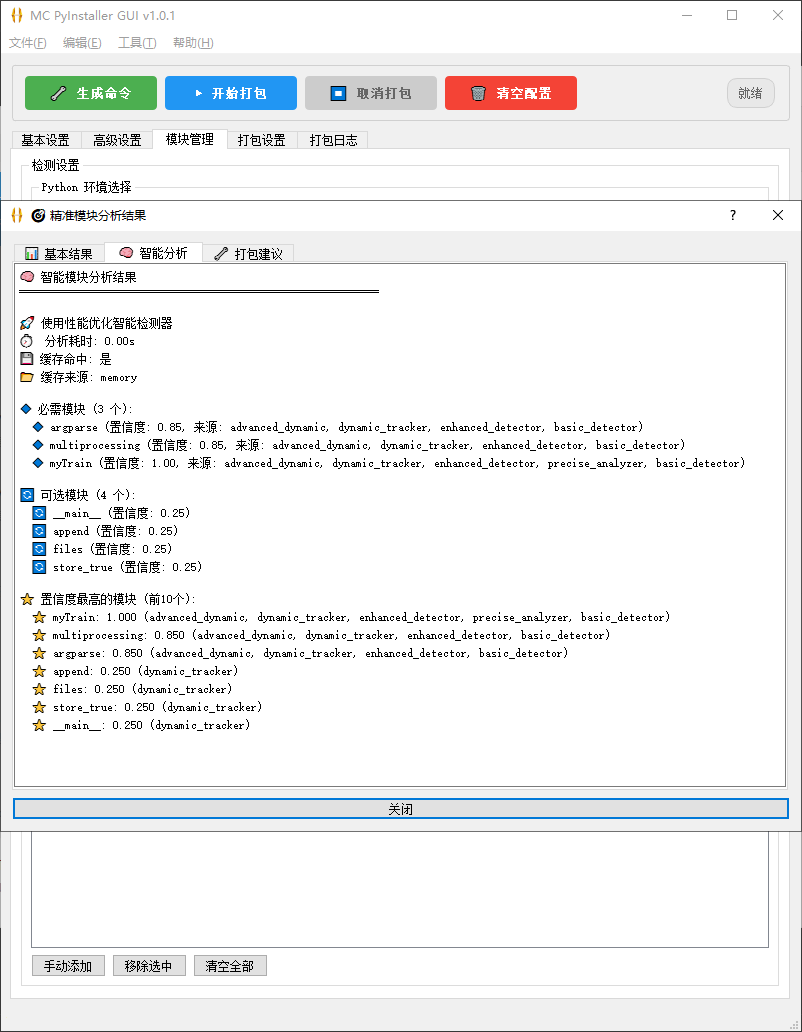 MC PyInstaller GUI v1.0.1
文件(F) 编辑(E) 工具(T) 帮助(H)
生成命令 开始打包 取消打包 清空配置 就绪
基本设置 高级设置 模块管理 打包设置 打包日志
检测设置
Python 环境选择
精准模块分析结果 ?
基本结果 智能分析 打包建议
智能模块分析结果
使用性能优化智能检测器
分析耗时: 0.00s
缓存命中: 是
缓存来源: memory
必需模块 (3 个):
argparse (置信度: 0.85, 来源: advanced_dynamic, dynamic_tracker, enhanced_detector, basic_detector)
multiprocessing (置信度: 0.85, 来源: advanced_dynamic, dynamic_tracker, enhanced_detector, basic_detector)
myTrain (置信度: 1.00, 来源: advanced_dynamic, dynamic_tracker, enhanced_detector, precise_analyzer, basic_detector)
可选模块 (4 个):
__main__ (置信度: 0.25)
append (置信度: 0.25)
files (置信度: 0.25)
store_true (置信度: 0.25)
置信度最高的模块 (前10个):
myTrain: 1.000 (advanced_dynamic, dynamic_tracker, enhanced_detector, precise_analyzer, basic_detector)
multiprocessing: 0.850 (advanced_dynamic, dynamic_tracker, enhanced_detector, basic_detector)
argparse: 0.850 (advanced_dynamic, dynamic_tracker, enhanced_detector, basic_detector)
append: 0.250 (dynamic_tracker)
files: 0.250 (dynamic_tracker)
store_true: 0.250 (dynamic_tracker)
__main__: 0.250 (dynamic_tracker)
关闭
手动添加 移除选中 清空全部